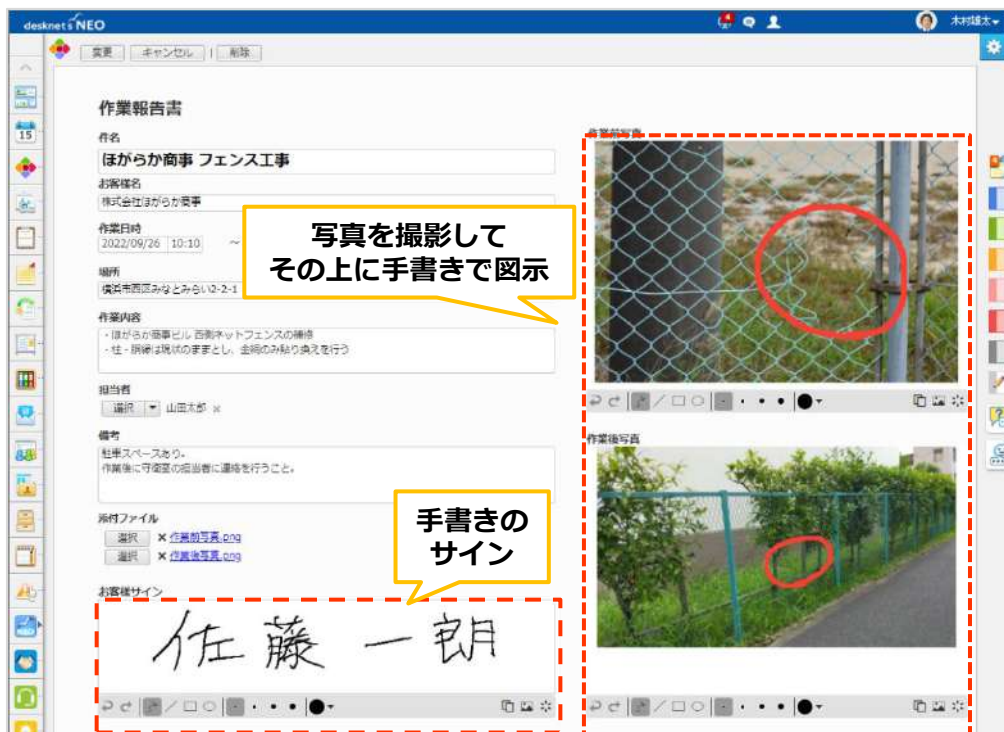 desknet's NEO
木村雄太
変更
キャンセル
削除
15
作業報告書
件名
ほがらか商事 フェンス工事
お客様名
株式会社ほがらか商事
作業日時
2022/09/26 10:10 ～
場所
横浜市西区みなとみらい2-2-1
作業内容
・ほがらか商事ビル 西側ネットフェンスの補修
・柱・胴縁は現状のままとし、金網のみ貼り換えを行う
担当者
選択 山田太郎 ×
備考
駐車スペースあり。
作業後に守衛室の担当者に連絡を行うこと。
添付ファイル
選択 × 作業前写真.png
選択 × 作業後写真.png
お客様サイン
佐藤一朗
作業前写真
作業後写真
写真を撮影して
その上に手書きで図示
手書きの
サイン